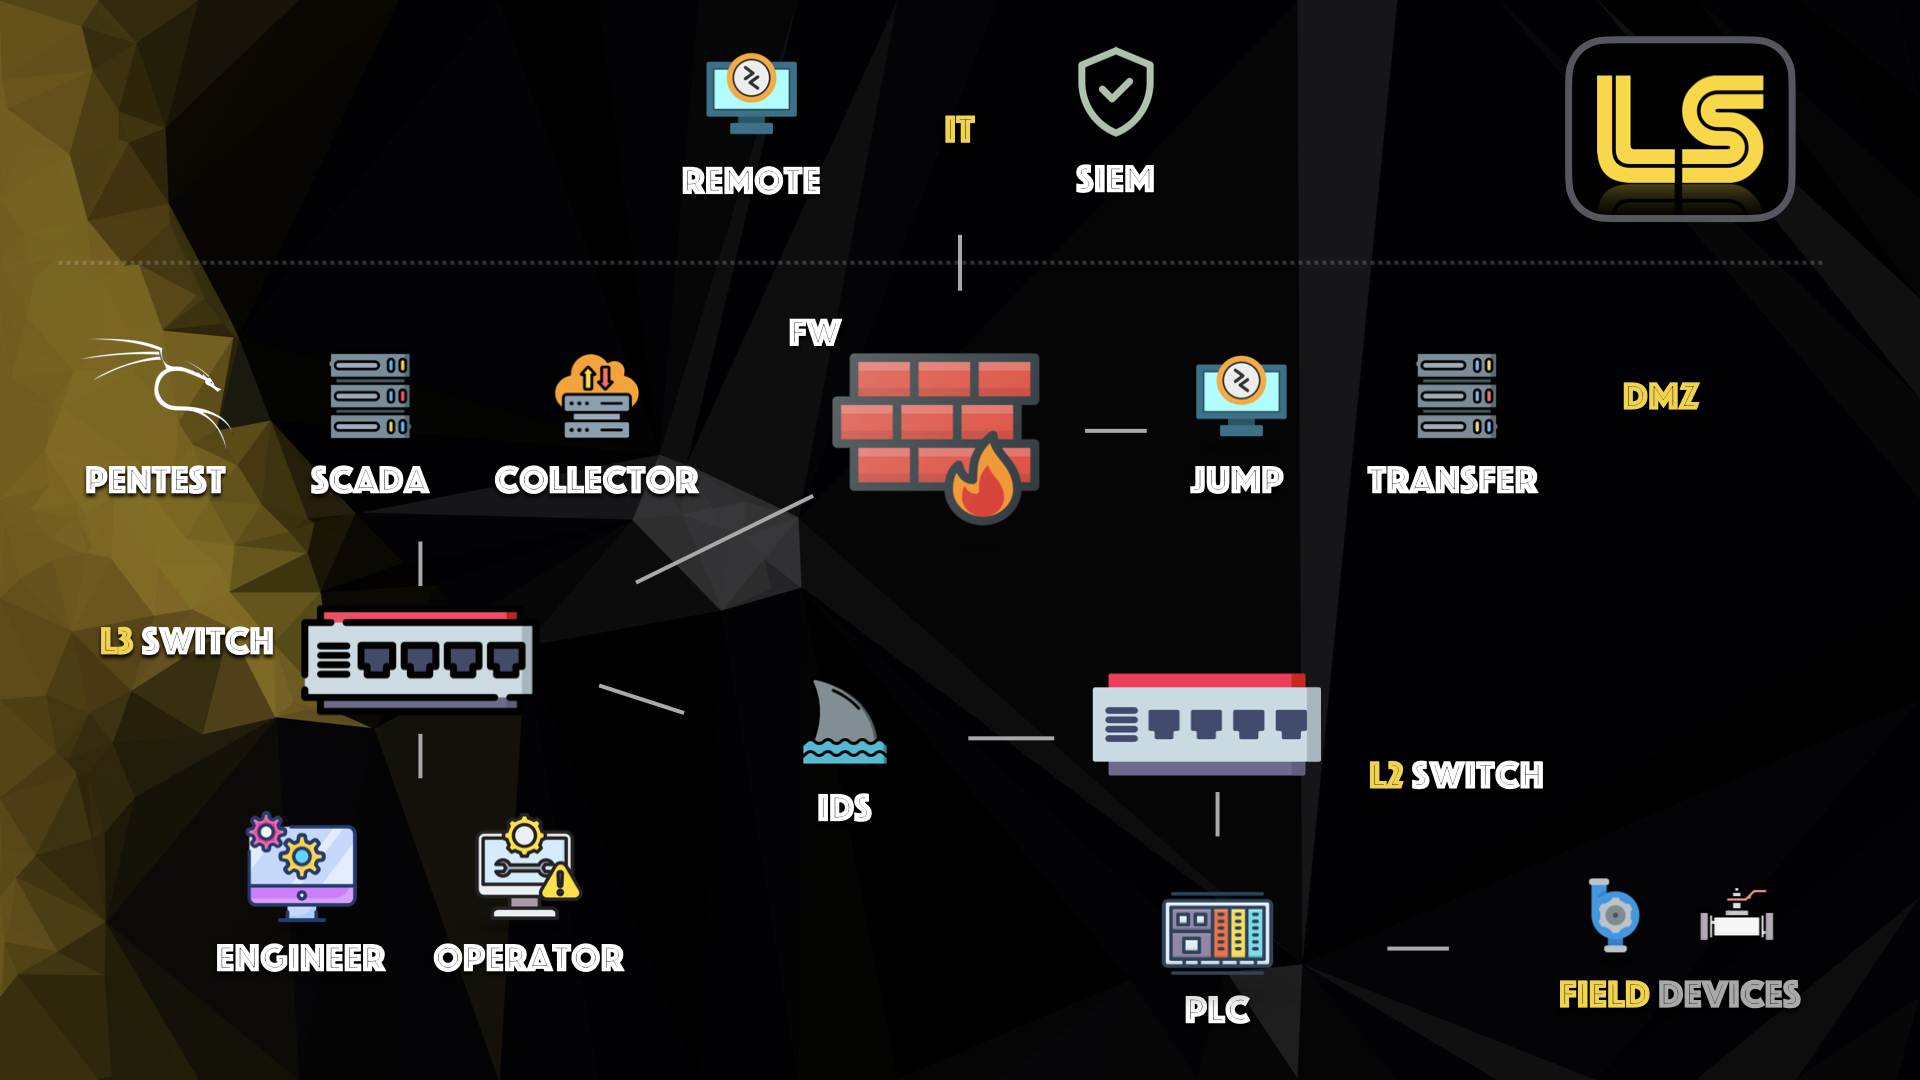 LS
IT
REMOTE
SIEM
FW
DMZ
PENTEST
SCADA
COLLECTOR
JUMP
TRANSFER
L3 SWITCH
IDS
L2 SWITCH
ENGINEER
OPERATOR
PLC
FIELD DEVICES